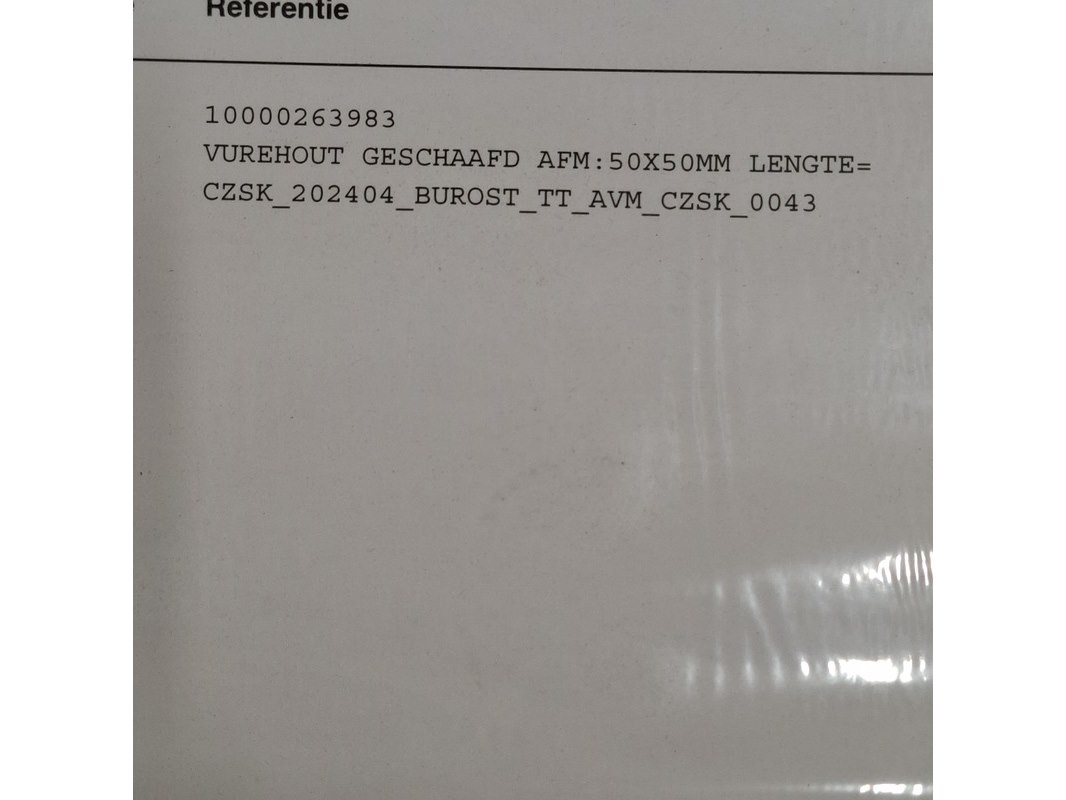 Referentie
10000263983
VUREHOUT GESCHAAFD AFM:50X50MM LENGTE=
CZSK_202404_BUROST_TT_AVM_CZSK_0043